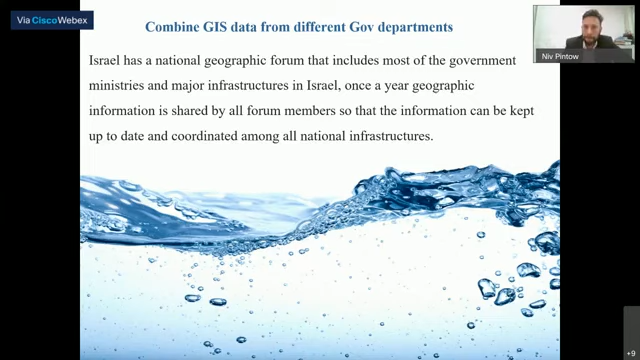 Via CiscoWebex
Combine GIS data from different Gov departments
Israel has a national geographic forum that includes most of the government
ministries and major infrastructures in Israel, once a year geographic
information is shared by all forum members so that the information can be kept
up to date and coordinated among all national infrastructures.
Niv Pintow
+9